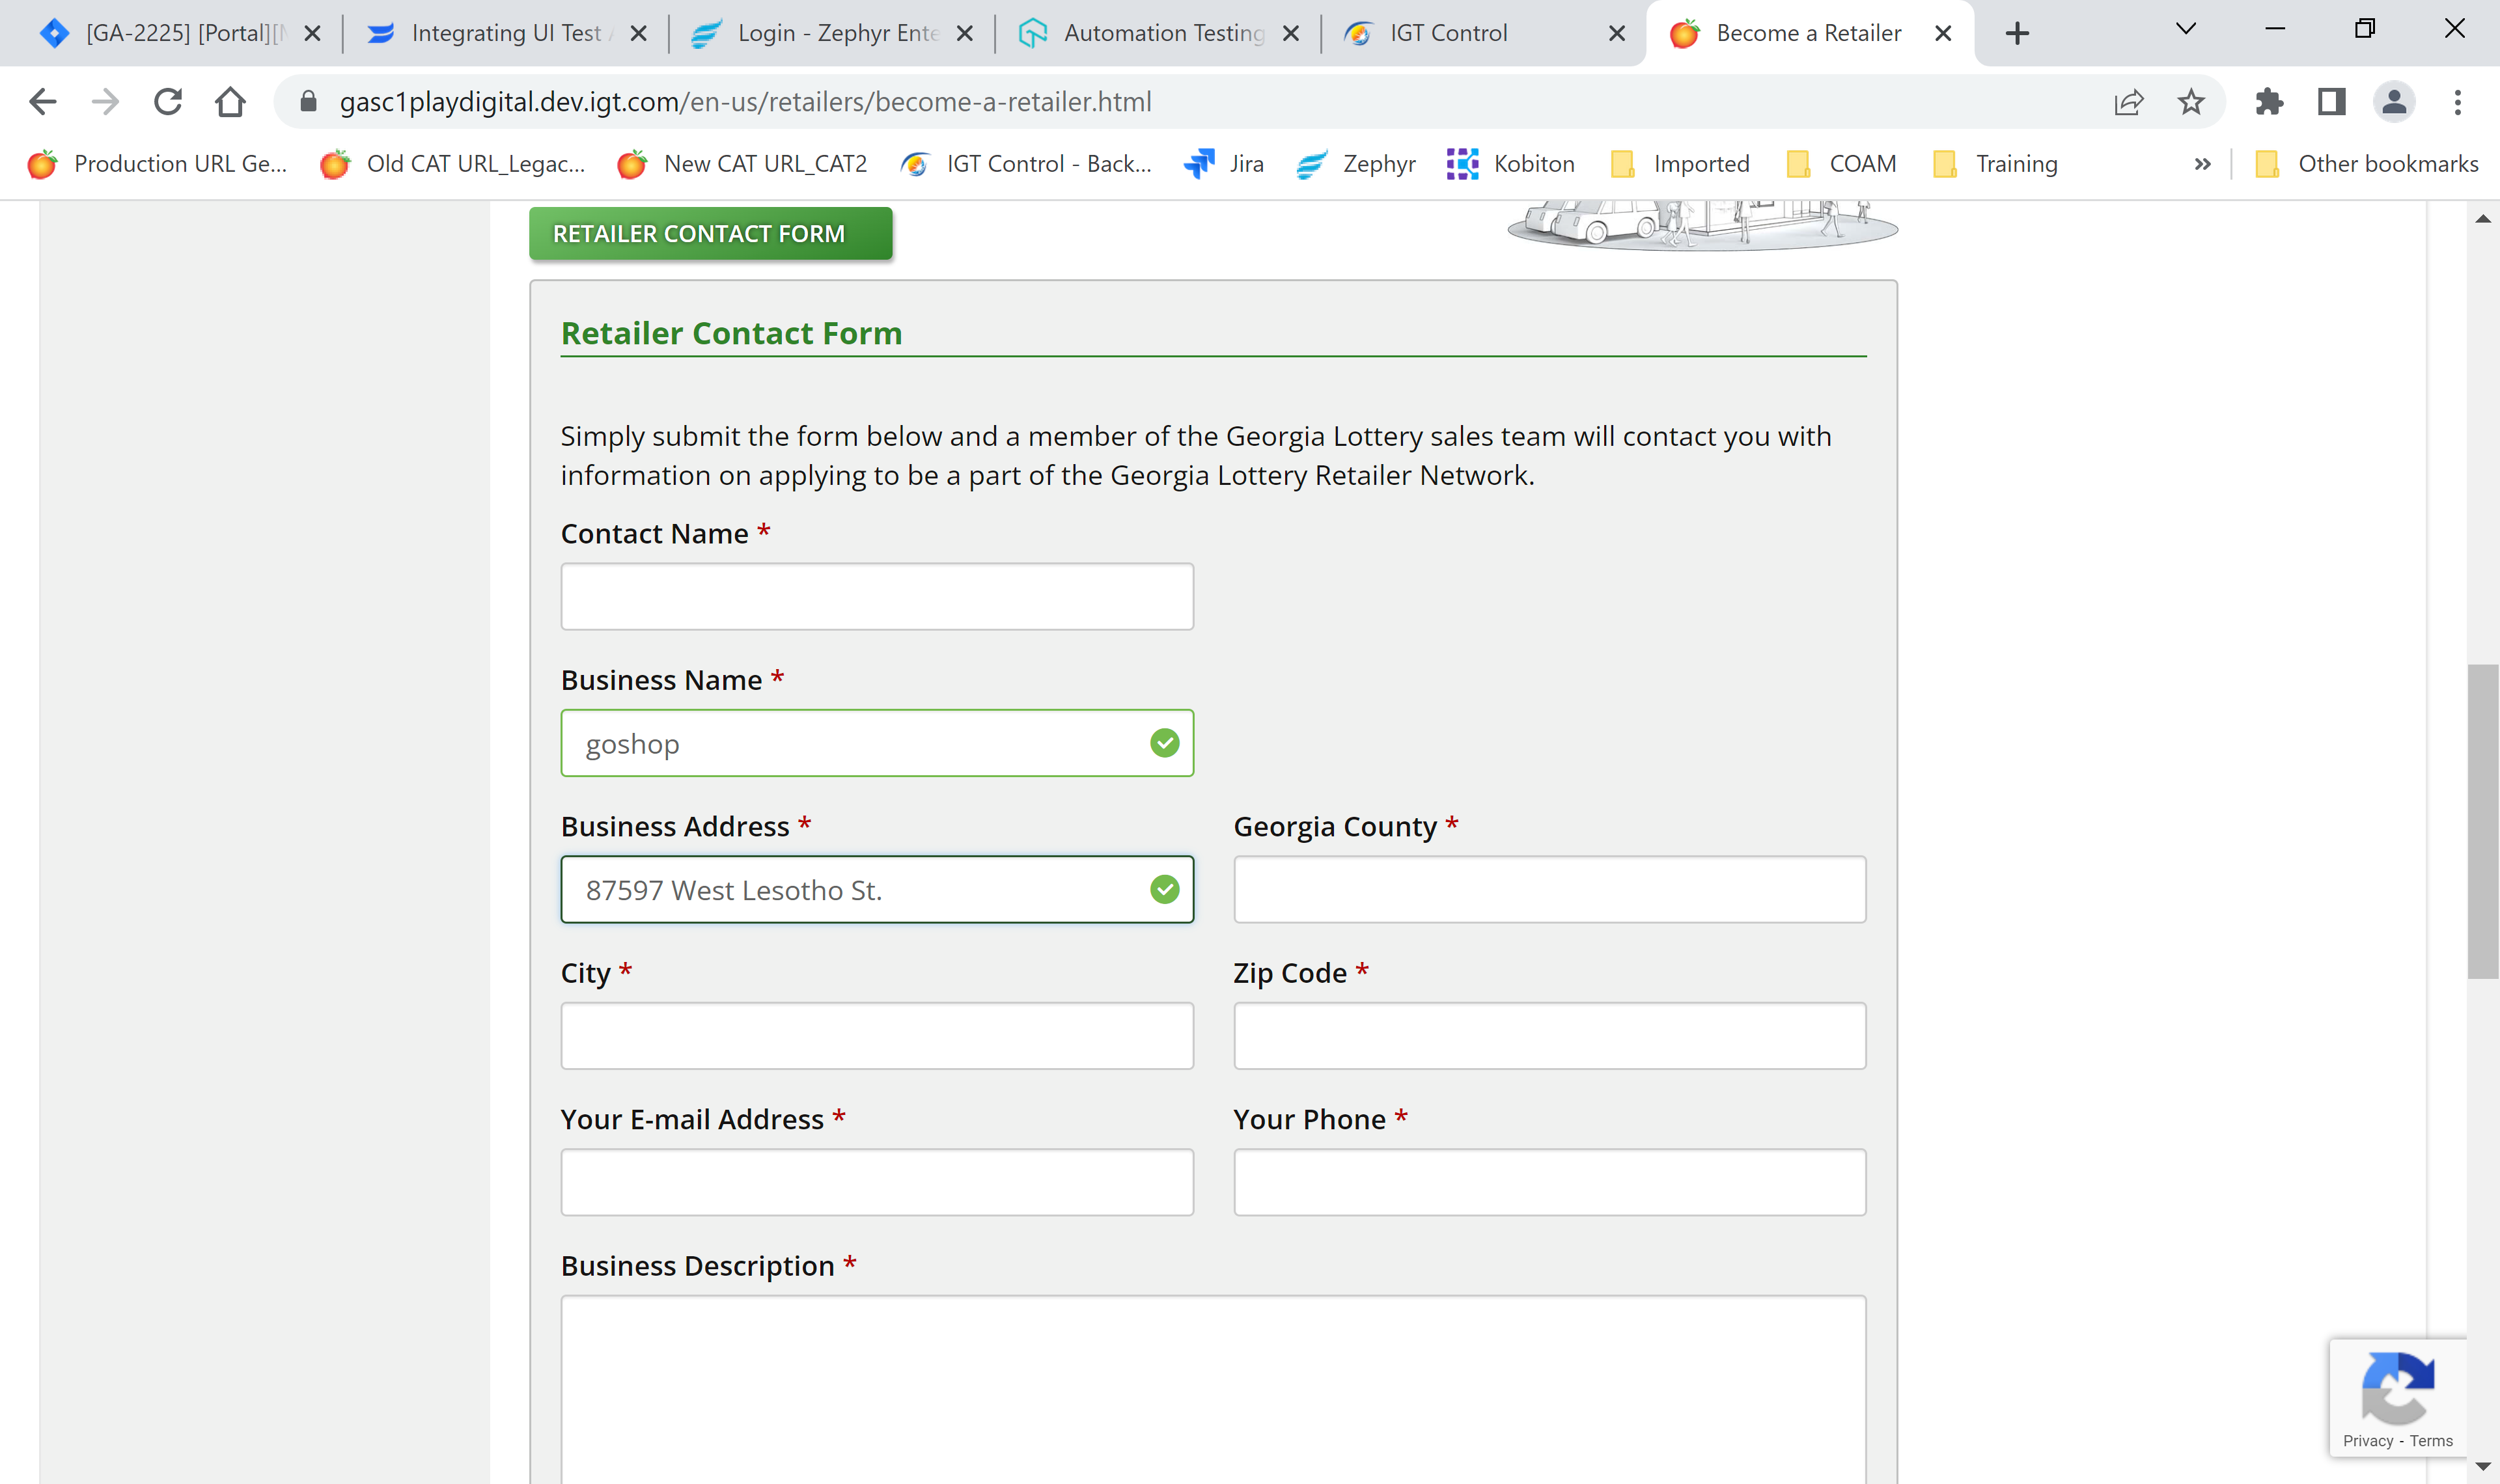 [GA-2225] [Portal][
Integrating UI Test
Login - Zephyr Ente
Automation Testing
IGT Control
Become a Retailer
gasc1playdigital.dev.igt.com/en-us/retailers/become-a-retailer.html
Production URL Ge...
Old CAT URL_Legac...
New CAT URL_CAT2
IGT Control - Back...
Jira
Zephyr
Kobiton
Imported
COAM
Training
Other bookmarks
RETAILER CONTACT FORM
Retailer Contact Form
Simply submit the form below and a member of the Georgia Lottery sales team will contact you with
information on applying to be a part of the Georgia Lottery Retailer Network.
Contact Name *
Business Name *
goshop
Business Address *
Georgia County *
87597 West Lesotho St.
City *
Zip Code *
Your E-mail Address *
Your Phone *
Business Description *
Privacy - Terms